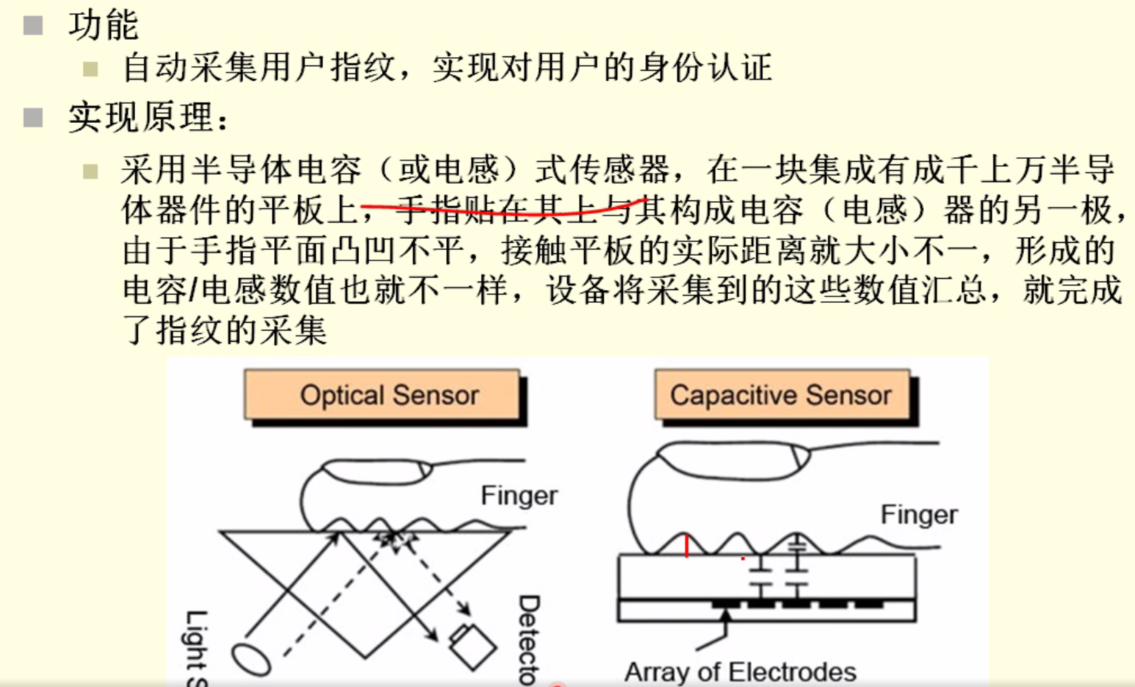 功能
自动采集用户指纹，实现对用户的身份认证
实现原理：
采用半导体电容（或电感）式传感器，在一块集成有成千上万半导
体器件的平板上，手指贴在其上与其构成电容（电感）器的另一极，
由于手指平面凸凹不平，接触平板的实际距离就大小不一，形成的
电容/电感数值也就不一样，设备将采集到的这些数值汇总，就完成
了指纹的采集
Optical Sensor
Capacitive Sensor
Finger
Finger
Light S
Detecto
Array of Electrodes